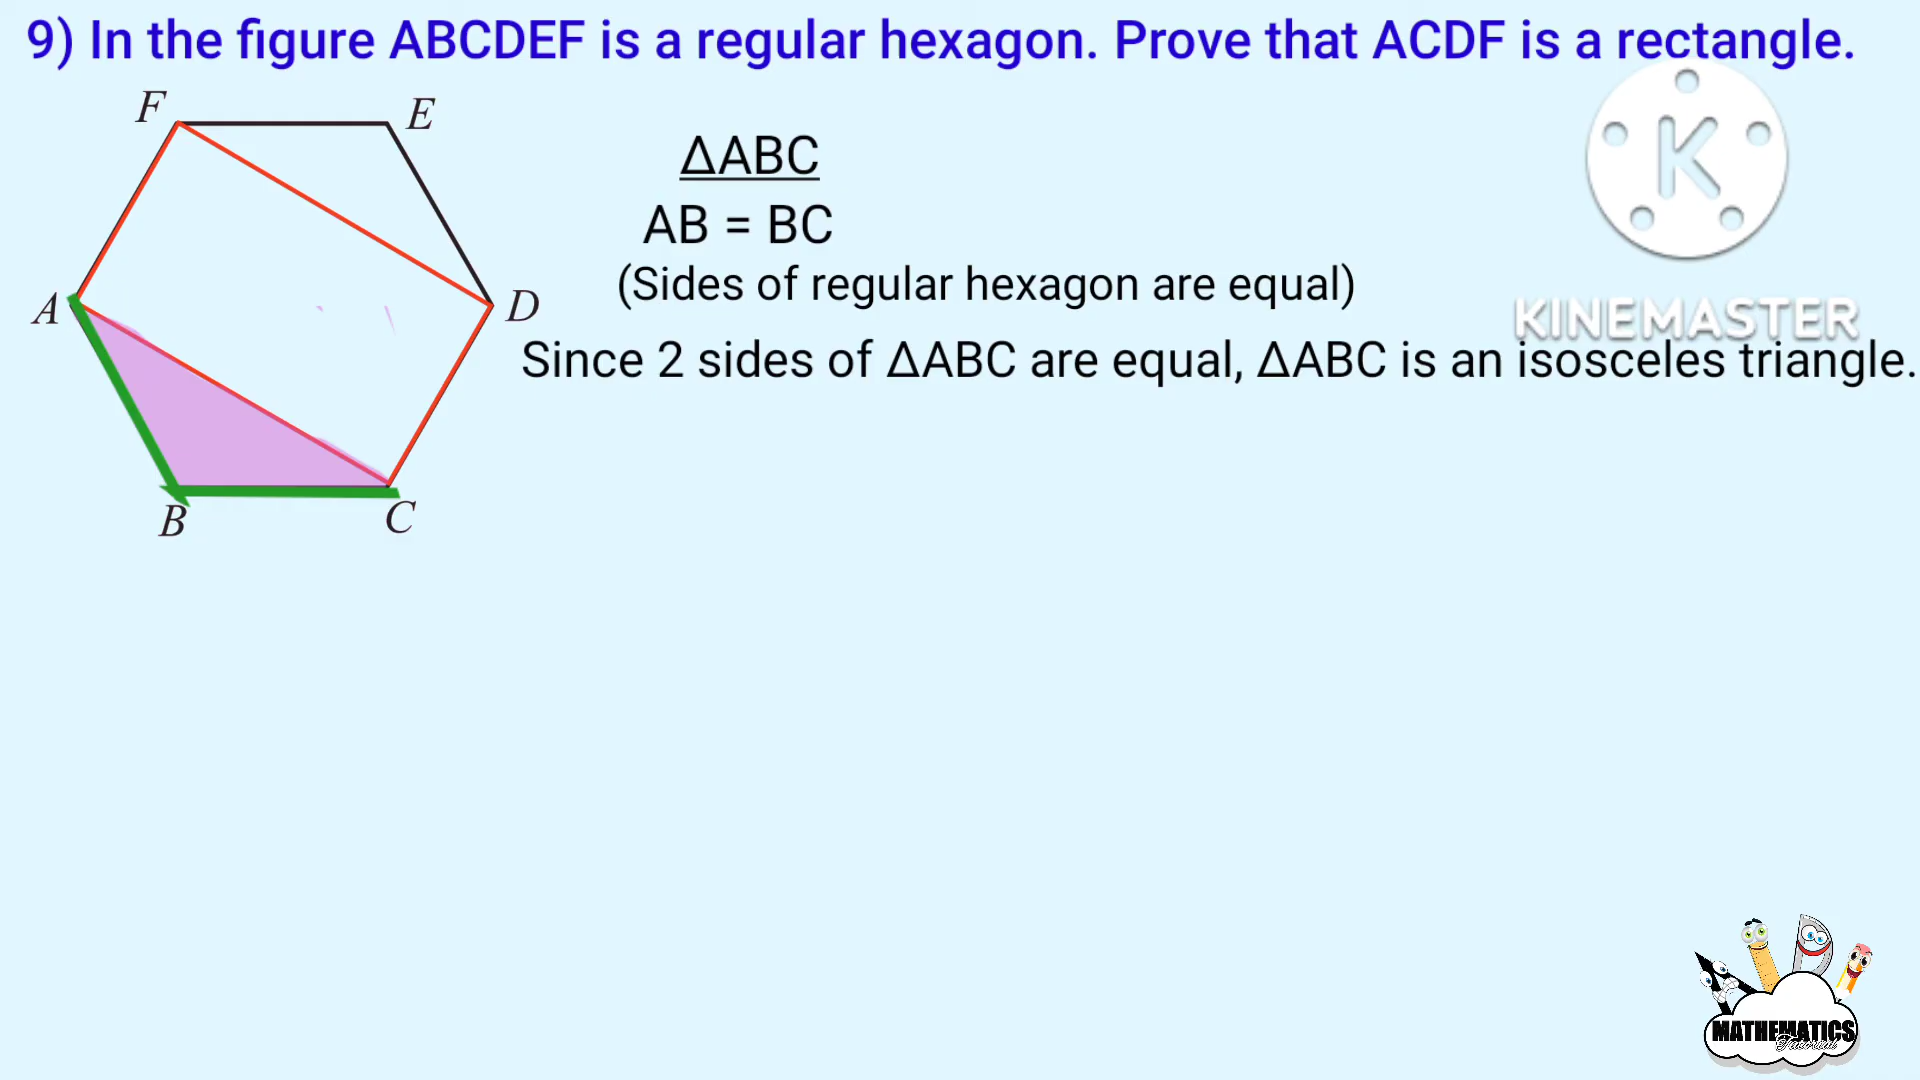 9) In the figure ABCDEF is a regular hexagon. Prove that ACDF is a rectangle.
F
E
ΔABC
AB = BC
(Sides of regular hexagon are equal)
A
D
K
KINEMASTER
Since 2 sides of ΔABC are equal, ΔABC is an isosceles triangle.
B
C
MATHEMATICS
Tutorial